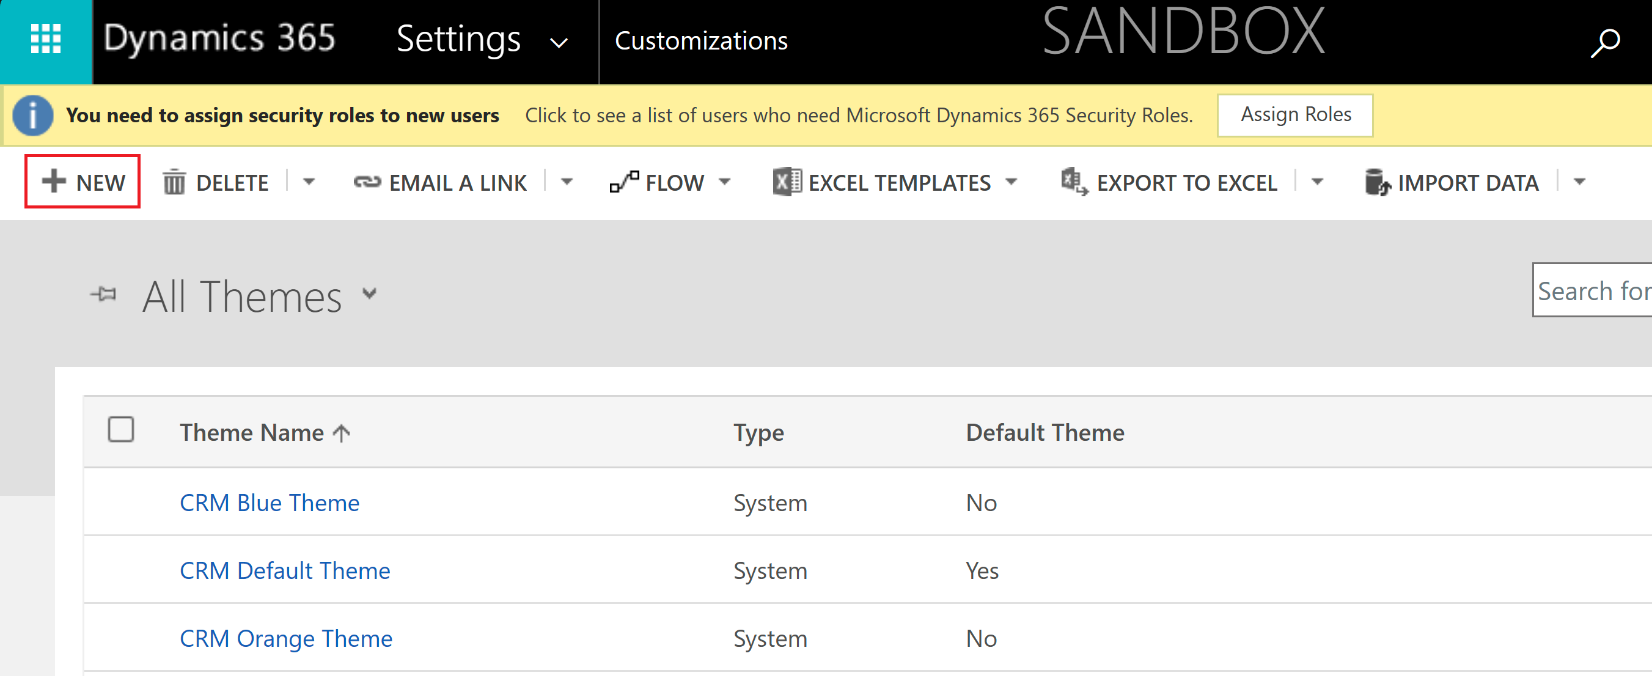 Dynamics 365 Settings Customizations SANDBOX
You need to assign security roles to new users Click to see a list of users who need Microsoft Dynamics 365 Security Roles. Assign Roles
NEW DELETE EMAIL A LINK FLOW EXCEL TEMPLATES EXPORT TO EXCEL IMPORT DATA
All Themes Search for
Theme Name Type Default Theme
CRM Blue Theme System No
CRM Default Theme System Yes
CRM Orange Theme System No